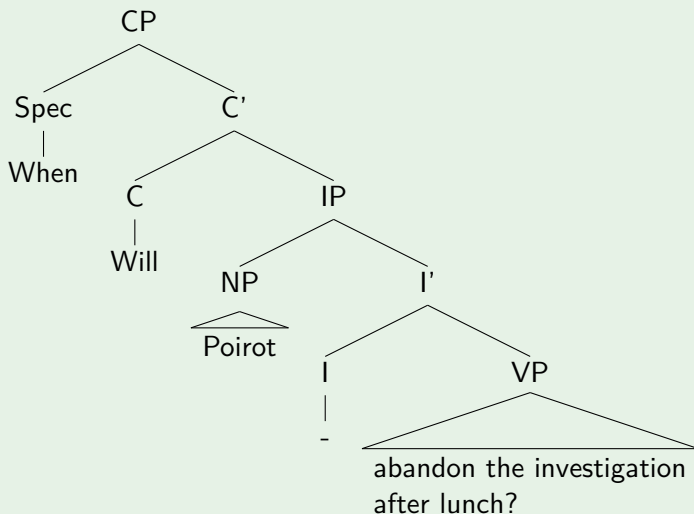 CP
Spec C'
When
C IP
Will
NP I'
Poirot
I VP
-
abandon the investigation
after lunch?